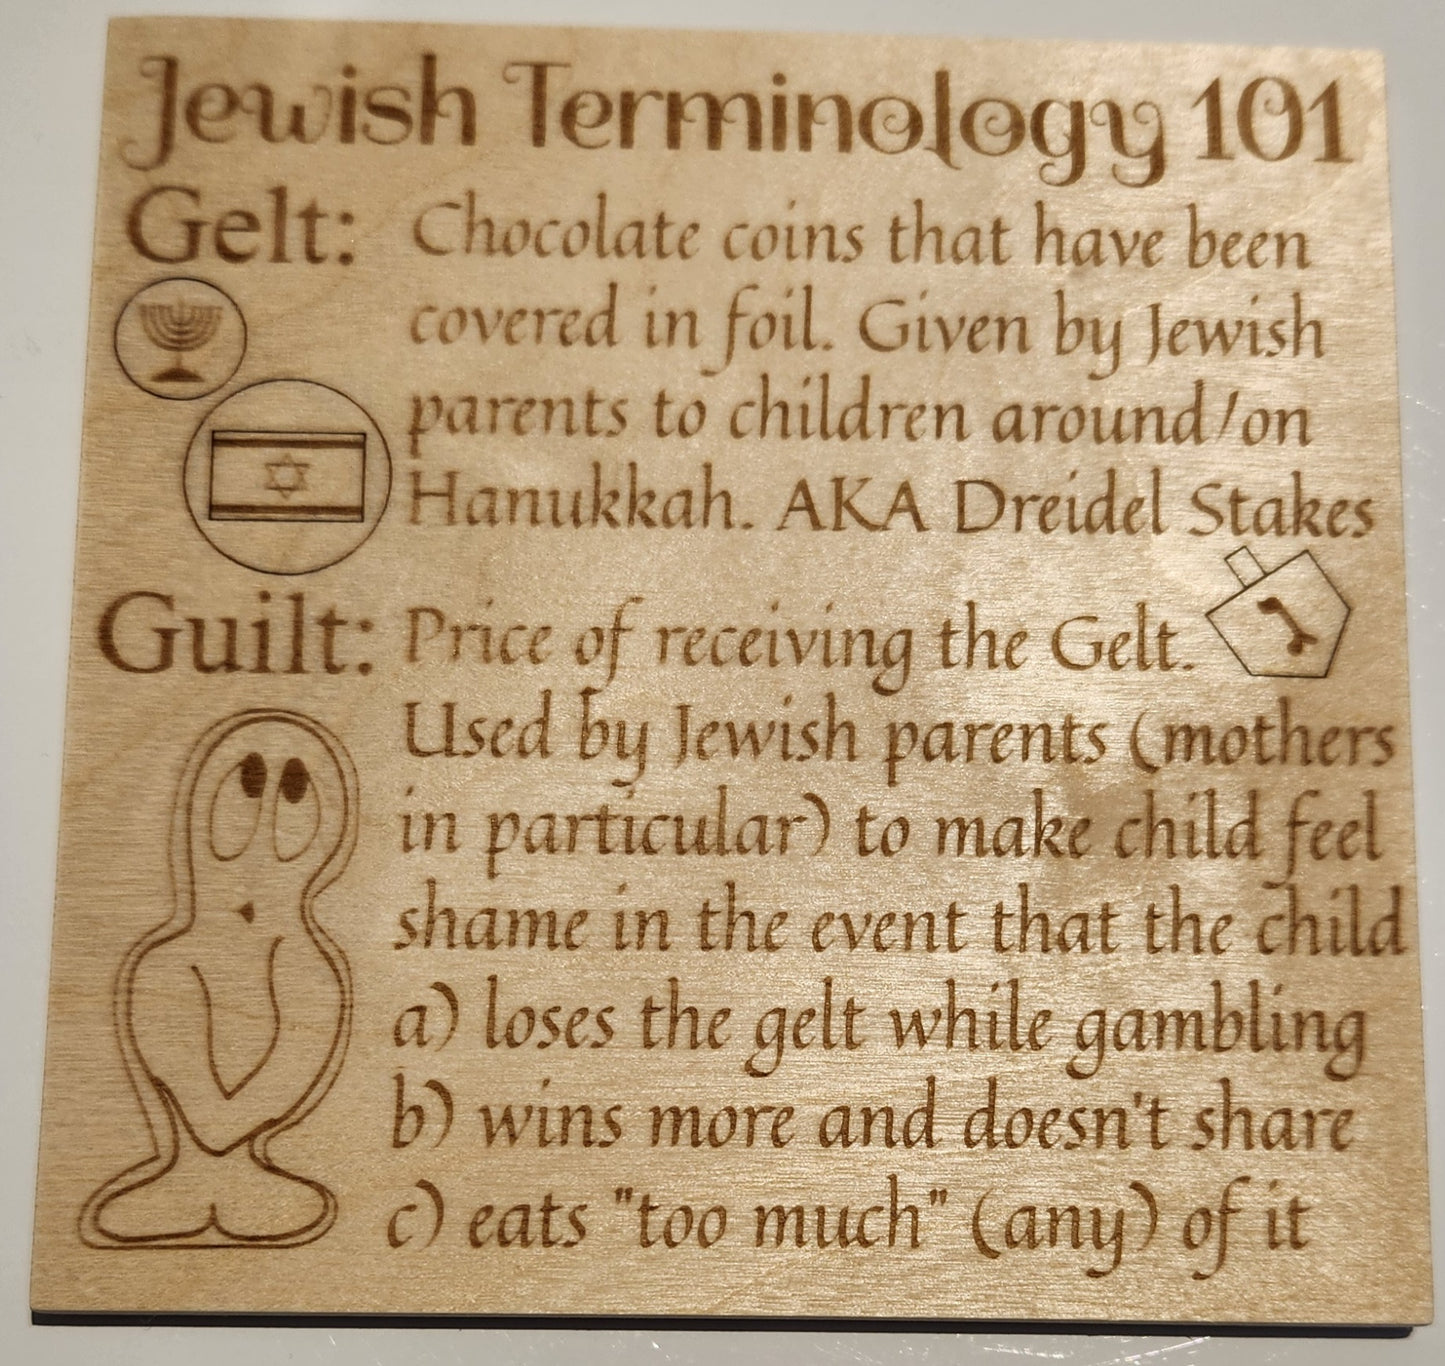 Jewish Terminology 101
Gelt: Chocolate coins that have been
covered in foil. Given by Jewish
parents to children around/on
Hanukkah. AKA Dreidel Stakes
Guilt: Price of receiving the Gelt.
נ
Used by Jewish parents (mothers
in particular) to make child feel
shame in the event that the child
a) loses the gelt while gambling
b) wins more and doesn't share
c) eats "too much" (any) of it